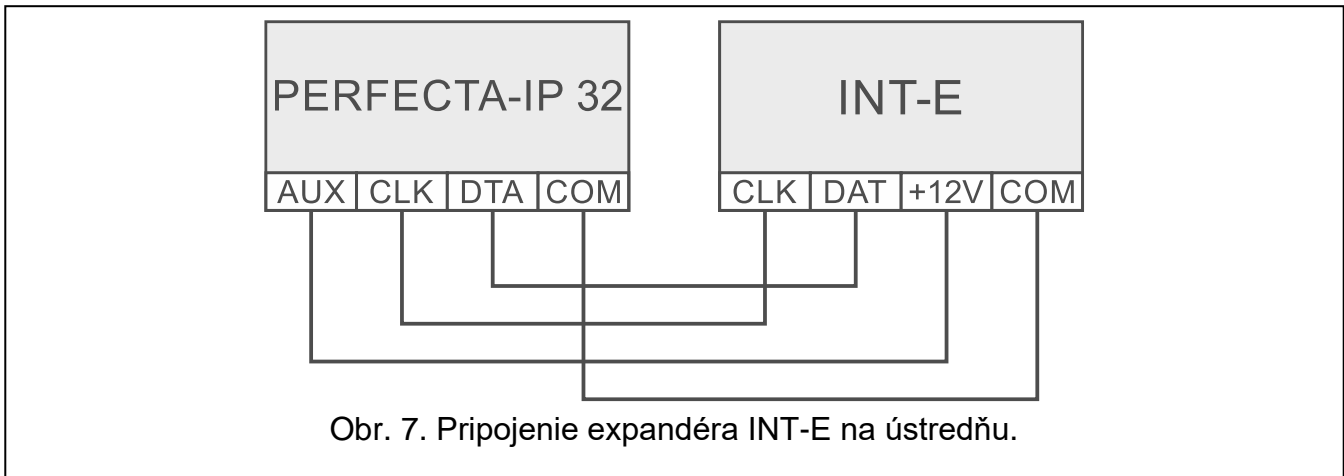 PERFECTA-IP 32
INT-E
AUX CLK DTA COM
CLK DAT +12V COM
Obr. 7. Pripojenie expandéra INT-E na ústredňu.